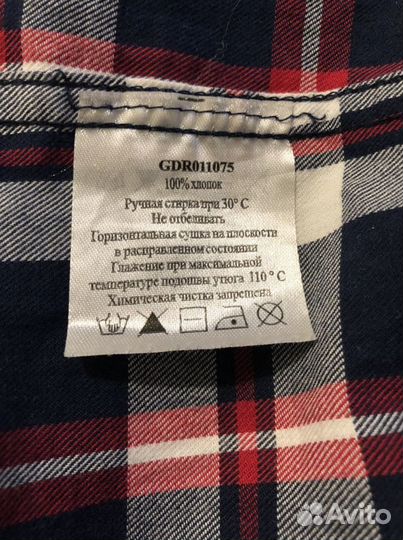 GDR011075
100% хлопок
Ручная стирка при 30° С
Не отбеливать
Горизонтальная сушка на плоскости
в расправленном состоянии
Глажение при максимальной
температуре подошвы утюга 110 ° С
Химическая чистка запрещена
Avito